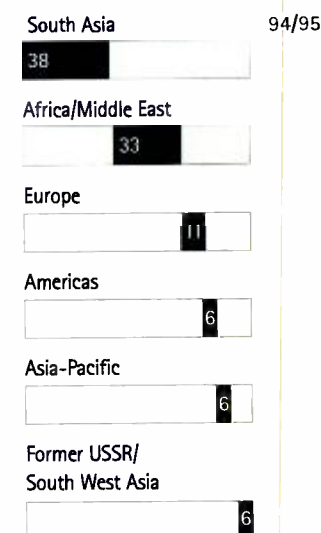 South Asia 94/95
38
Africa/Middle East
33
Europe
11
Americas
6
Asia-Pacific
6
Former USSR/
South West Asia
6